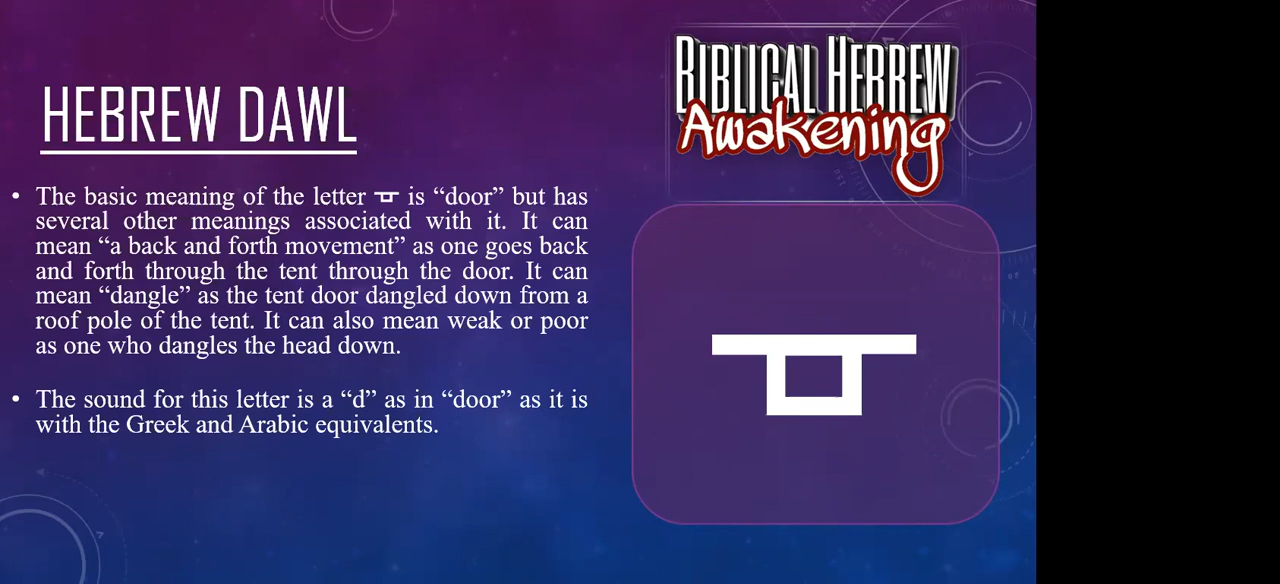 BIBLICAL HEBREW
Awakening
HEBREW DAWL
• The basic meaning of the letter is “door” but has
several other meanings associated with it. It can
mean “a back and forth movement” as one goes back
and forth through the tent through the door. It can
mean “dangle” as the tent door dangled down from a
roof pole of the tent. It can also mean weak or poor
as one who dangles the head down.
• The sound for this letter is a “d” as in “door” as it is
with the Greek and Arabic equivalents.